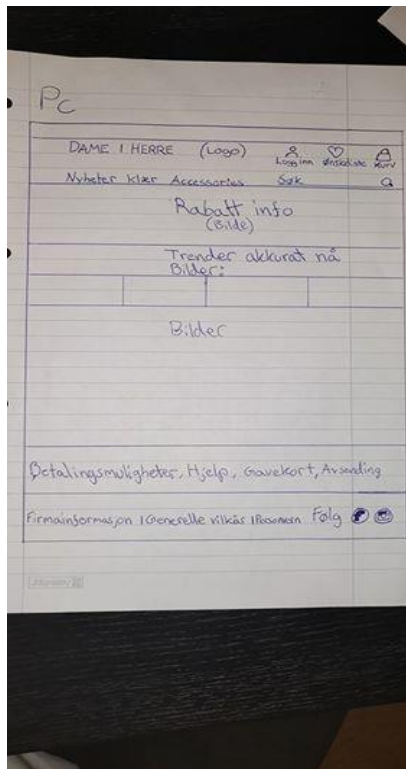 PC
DAME | HERRE (Logo)
Logg inn Ønskeliste Kurv
Nyheter Klær Accessories Søk
Rabatt info
(Bilde)
Trender akkurat nå
Bilder:
Bilder
Betalingsmuligheter, Hjelp, Gavekort, Avsending
Firmainformasjon | Generelle vilkår | Følg